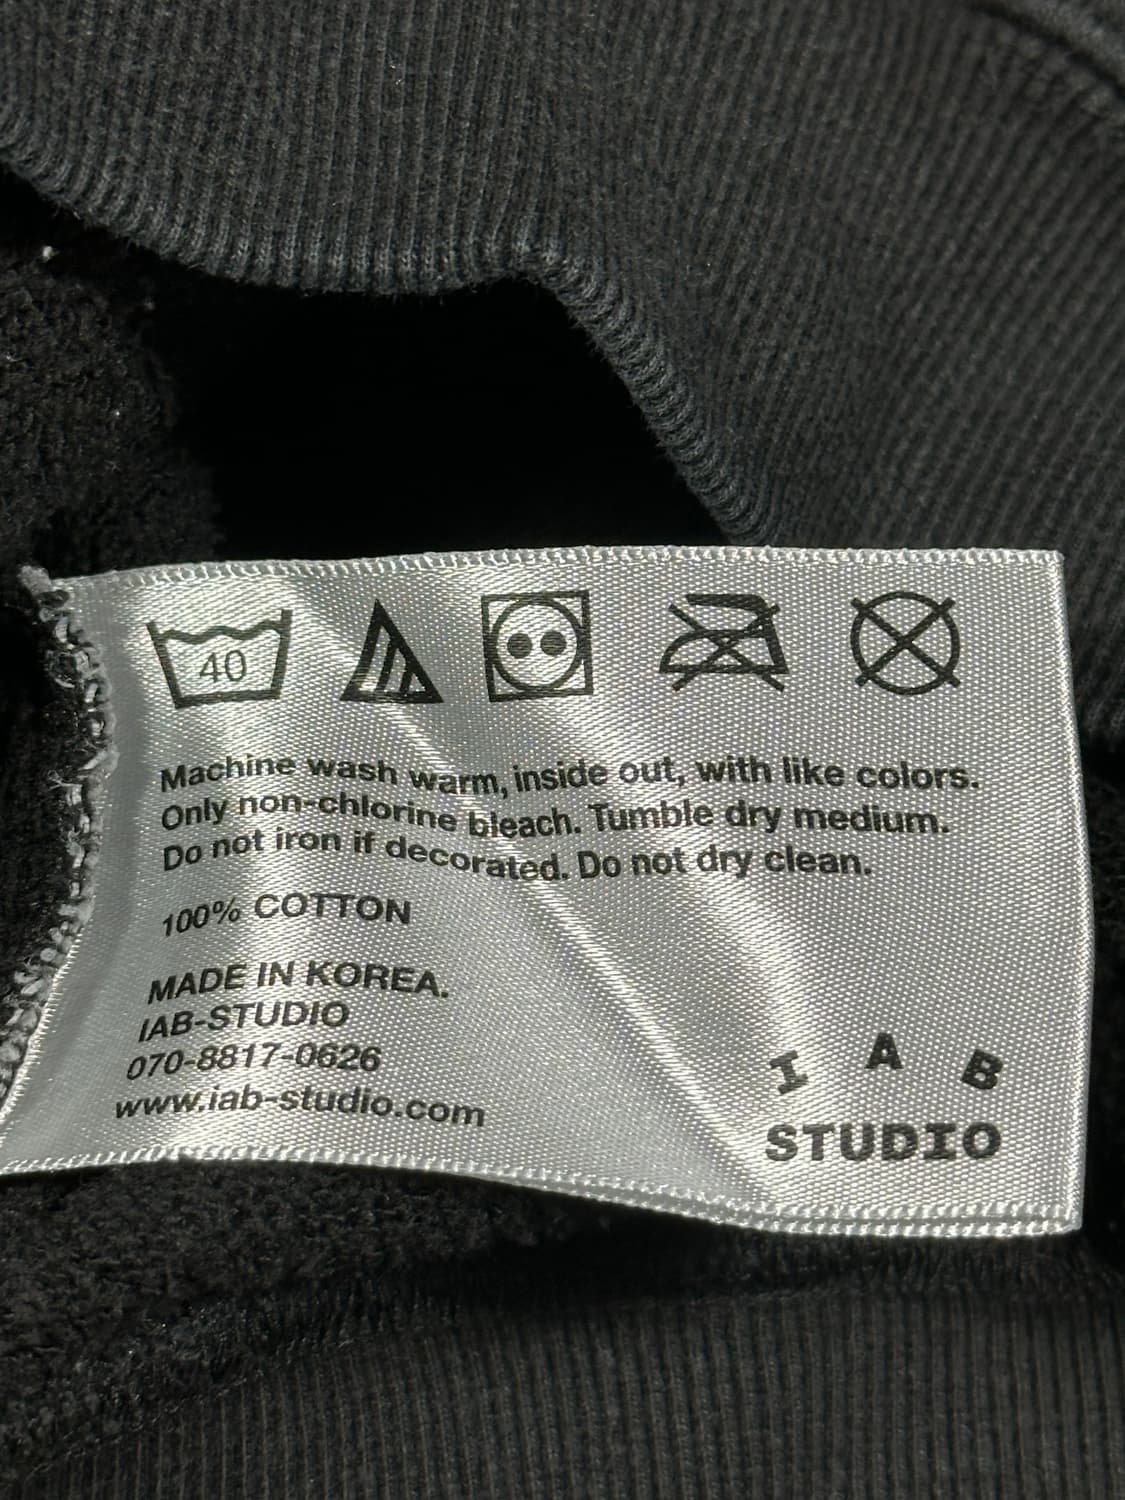 40
Machine wash warm, inside out, with like colors.
Only non-chlorine bleach. Tumble dry medium.
Do not iron if decorated. Do not dry clean.
100% COTTON
MADE IN KOREA.
IAB-STUDIO
070-8817-0626
www.iab-studio.com
I A B
STUDIO